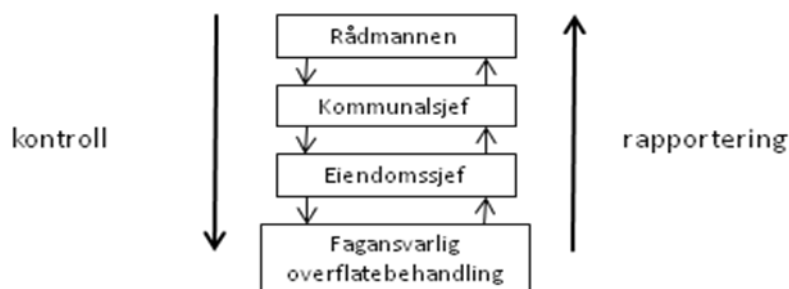 Rådmannen
Kommunalsjef
kontroll
rapportering
Eiendomssjef
Fagansvarlig
overflatebehandling